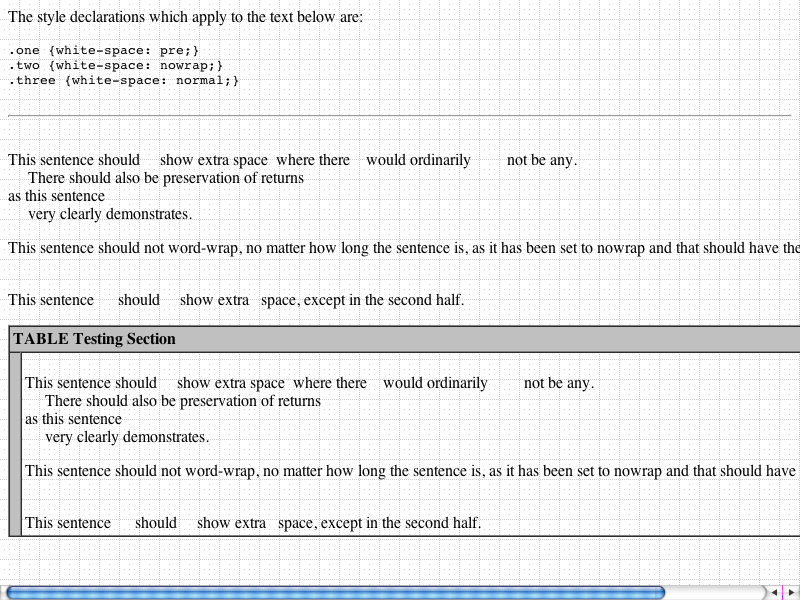 The style declarations which apply to the text below are:
.one {white-space: pre;}
.two {white-space: nowrap;}
.three {white-space: normal;}
This sentence should     show extra space  where there    would ordinarily         not be any.
     There should also be preservation of returns
as this sentence
     very clearly demonstrates.
This sentence should not word-wrap, no matter how long the sentence is, as it has been set to nowrap and that should have the
This sentence      should     show extra   space, except in the second half.
TABLE Testing Section
This sentence should     show extra space  where there    would ordinarily         not be any.
     There should also be preservation of returns
as this sentence
     very clearly demonstrates.
This sentence should not word-wrap, no matter how long the sentence is, as it has been set to nowrap and that should have
This sentence      should     show extra   space, except in the second half.